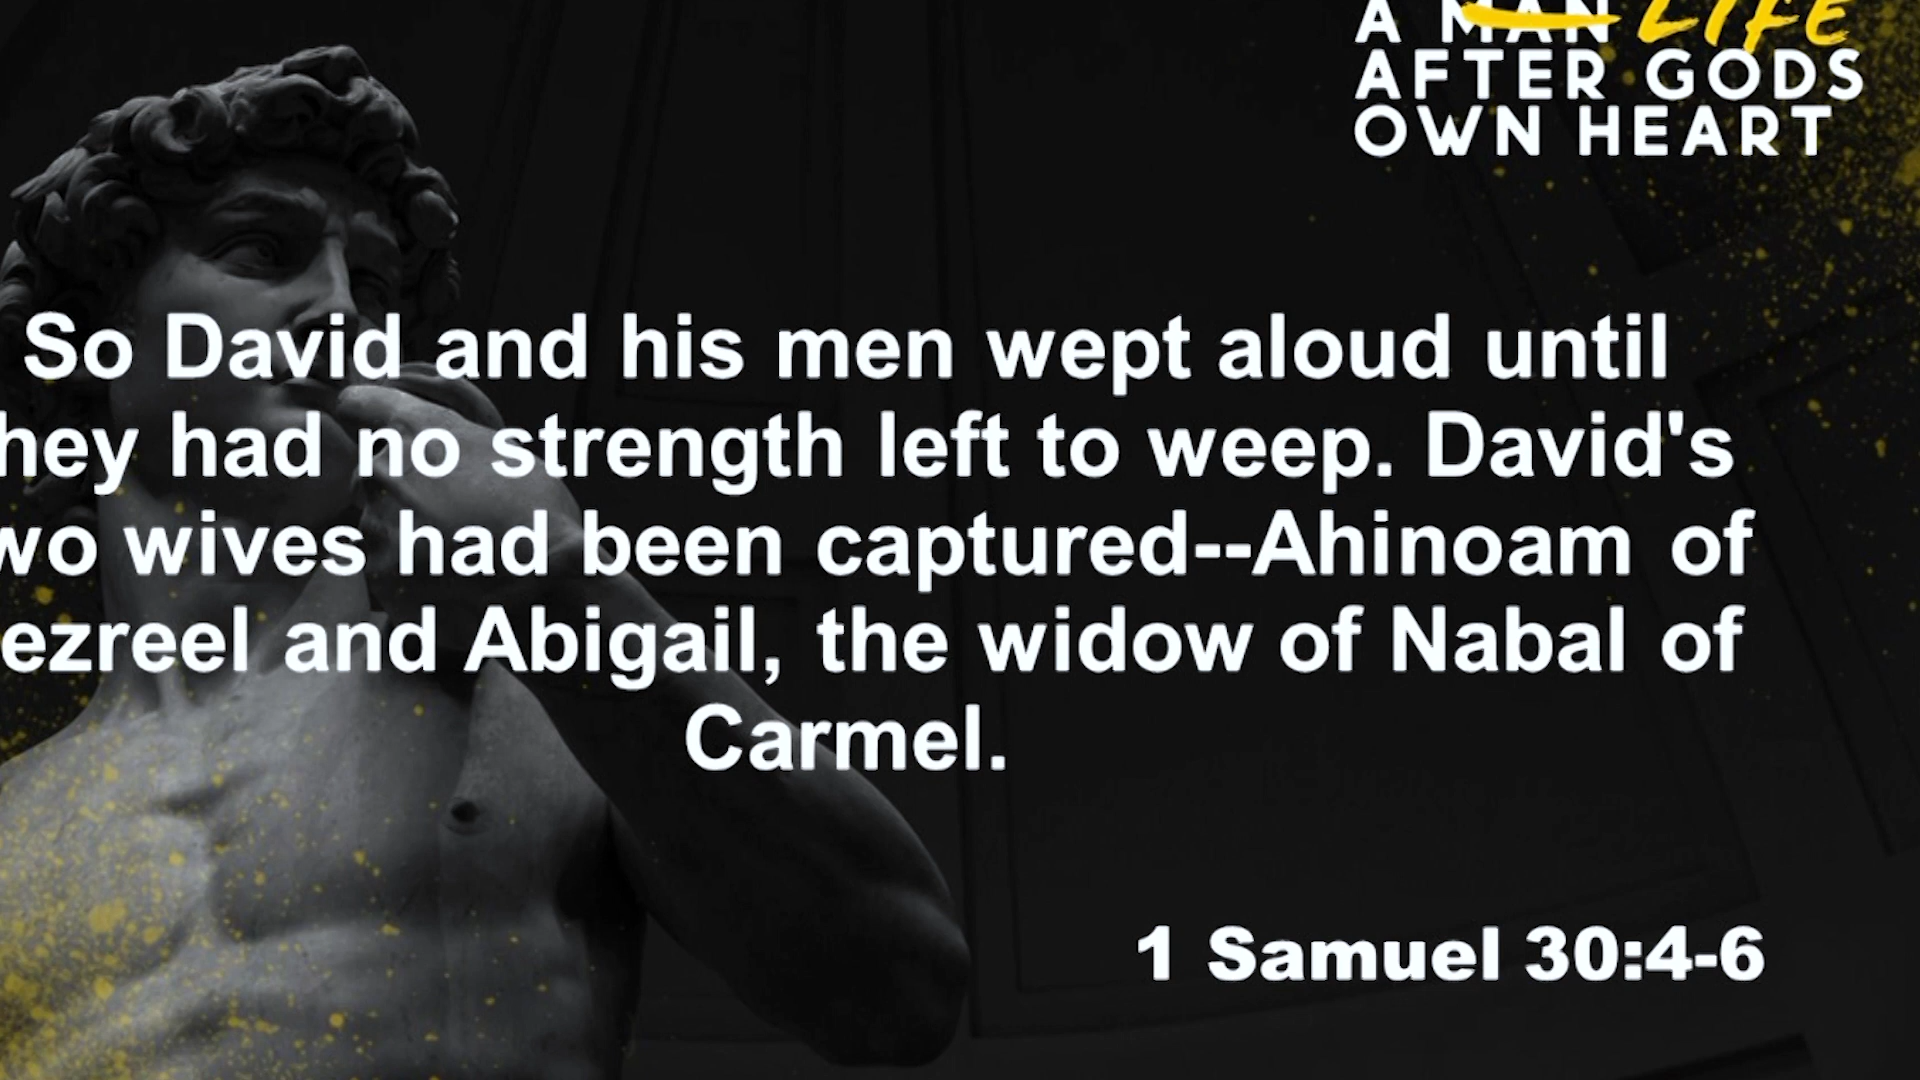 A MAN LIFE
AFTER GODS
OWN HEART
So David and his men wept aloud until
hey had no strength left to weep. David's
wo wives had been captured--Ahinoam of
ezreel and Abigail, the widow of Nabal of
Carmel.
1 Samuel 30:4-6